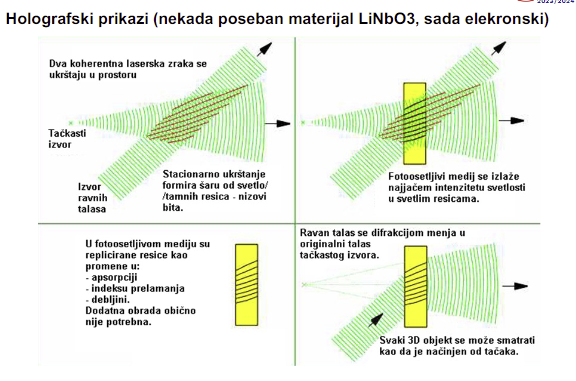 2023/2024
Holografski prikazi (nekada poseban materijal LiNbO3, sada elekronski)
Dva koherentna laserska zraka se
ukrštaju u prostoru
Tačkasti
izvor
Izvor
ravnih
talasa
Stacionarno ukrštanje
formira šaru od svetlo/
/tamnih resica - nizovi
bita.
Fotoosetljivi medij se izlaže
najjačem intenzitetu svetlosti
u svetlim resicama.
U fotoosetlivom mediju su
replicirane resice kao
promene u:
- apsorpciji
- indeksu prelamanja
- debljini.
Dodatna obrada obično
nije potrebna.
Ravan talas se difrakcijom menja u
originalni talas
tačkastog izvora.
Svaki 3D objekt se može smatrati
kao da je načinjen od tačaka.